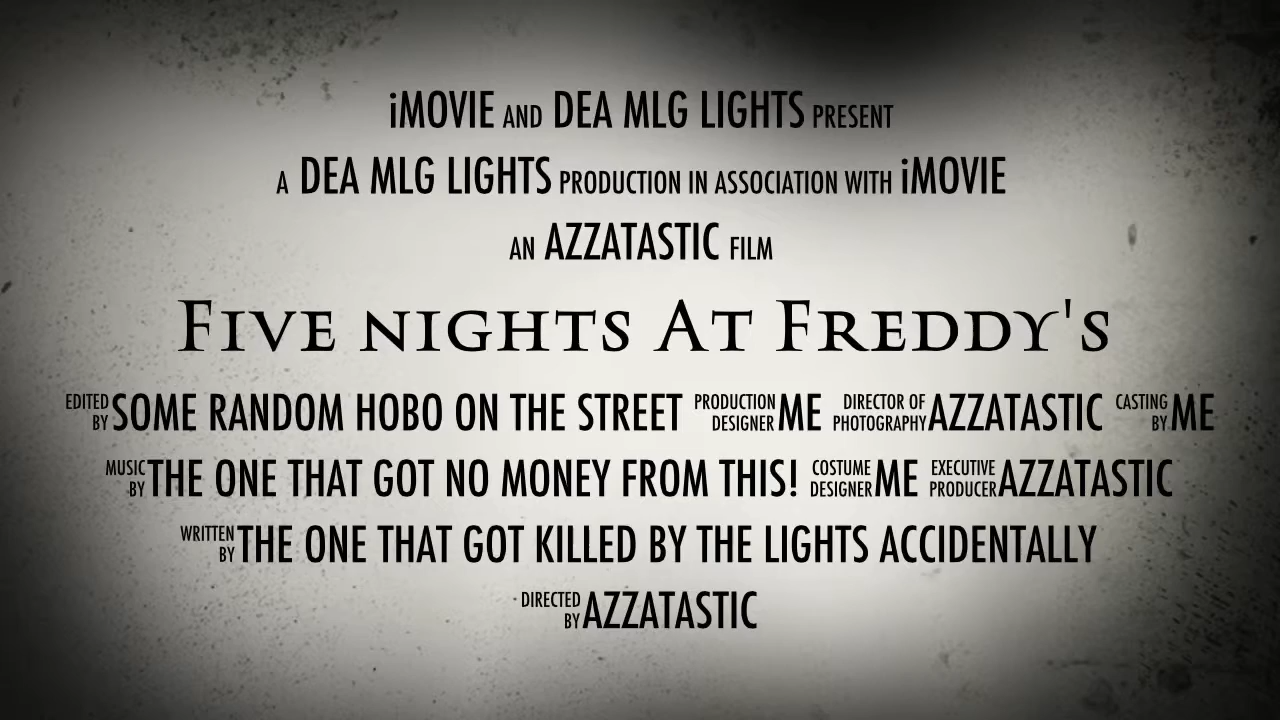 iMOVIE AND DEA MLG LIGHTS PRESENT
A DEA MLG LIGHTS PRODUCTION IN ASSOCIATION WITH iMOVIE
AN AZZATASTIC FILM
FIVE NIGHTS AT FREDDY'S
EDITED BY SOME RANDOM HOBO ON THE STREET PRODUCTION DESIGNER ME DIRECTOR OF PHOTOGRAPHY AZZATASTIC CASTING BY ME
MUSIC BY THE ONE THAT GOT NO MONEY FROM THIS! COSTUME DESIGNER ME EXECUTIVE PRODUCER AZZATASTIC
WRITTEN BY THE ONE THAT GOT KILLED BY THE LIGHTS ACCIDENTALLY
DIRECTED BY AZZATASTIC